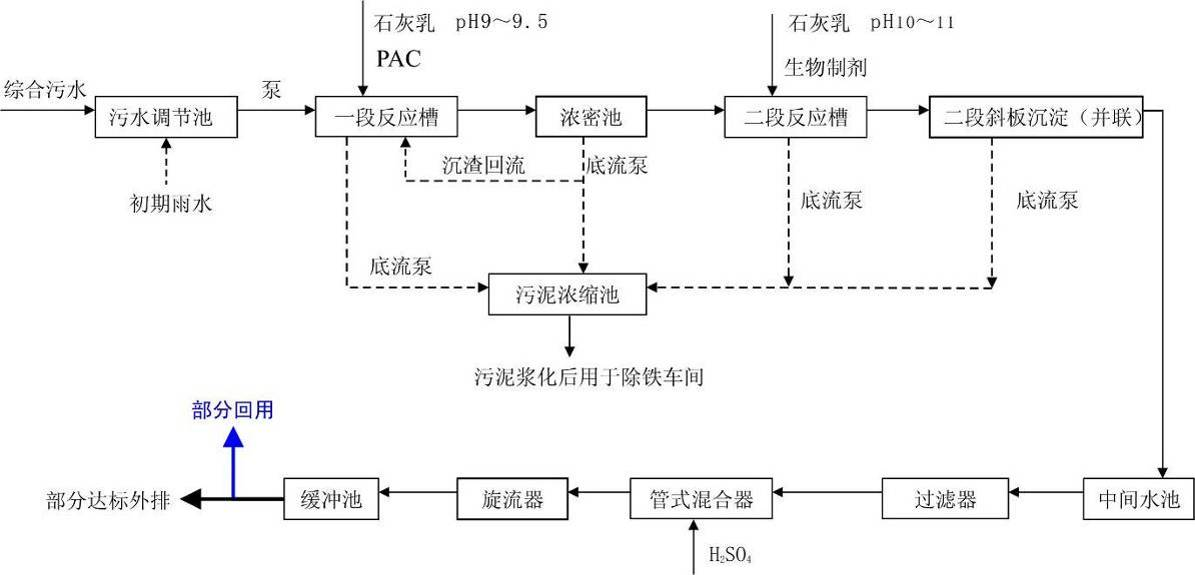 石灰乳 pH9～9.5
PAC
石灰乳 pH10～11
生物制剂
综合污水
污水调节池
泵
一段反应槽
浓密池
二段反应槽
二段斜板沉淀（并联）
初期雨水
沉渣回流
底流泵
底流泵
底流泵
底流泵
污泥浓缩池
污泥浆化后用于除铁车间
部分回用
部分达标外排
缓冲池
旋流器
管式混合器
过滤器
中间水池
H₂SO₄